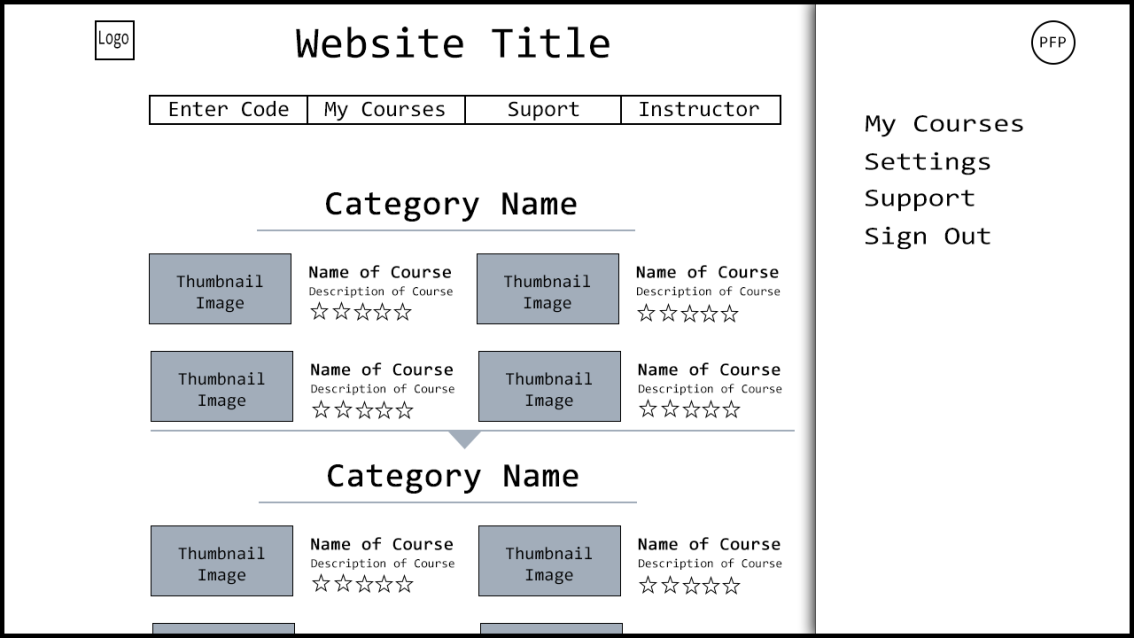 Logo
Website Title
PFP
Enter Code My Courses Suport Instructor
My Courses
Settings
Support
Sign Out
Category Name
Thumbnail
Image
Name of Course
Description of Course
Thumbnail
Image
Name of Course
Description of Course
Thumbnail
Image
Name of Course
Description of Course
Thumbnail
Image
Name of Course
Description of Course
Category Name
Thumbnail
Image
Name of Course
Description of Course
Thumbnail
Image
Name of Course
Description of Course